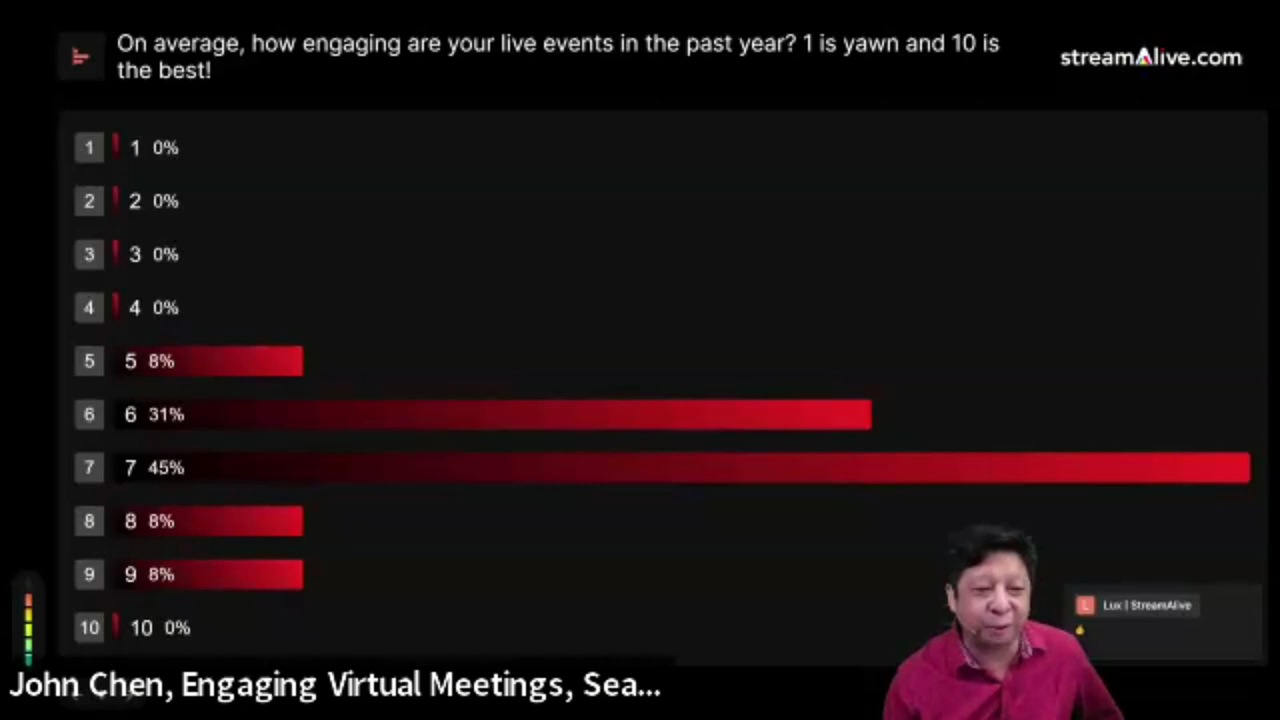 On average, how engaging are your live events in the past year? 1 is yawn and 10 is
the best!
streamAlive.com
1 1 0%
2 2 0%
3 3 0%
4 4 0%
5 5 8%
6 6 31%
7 7 45%
8 8 8%
9 9 8%
10 10 0%
L Lux | StreamAlive
John Chen, Engaging Virtual Meetings, Sea...